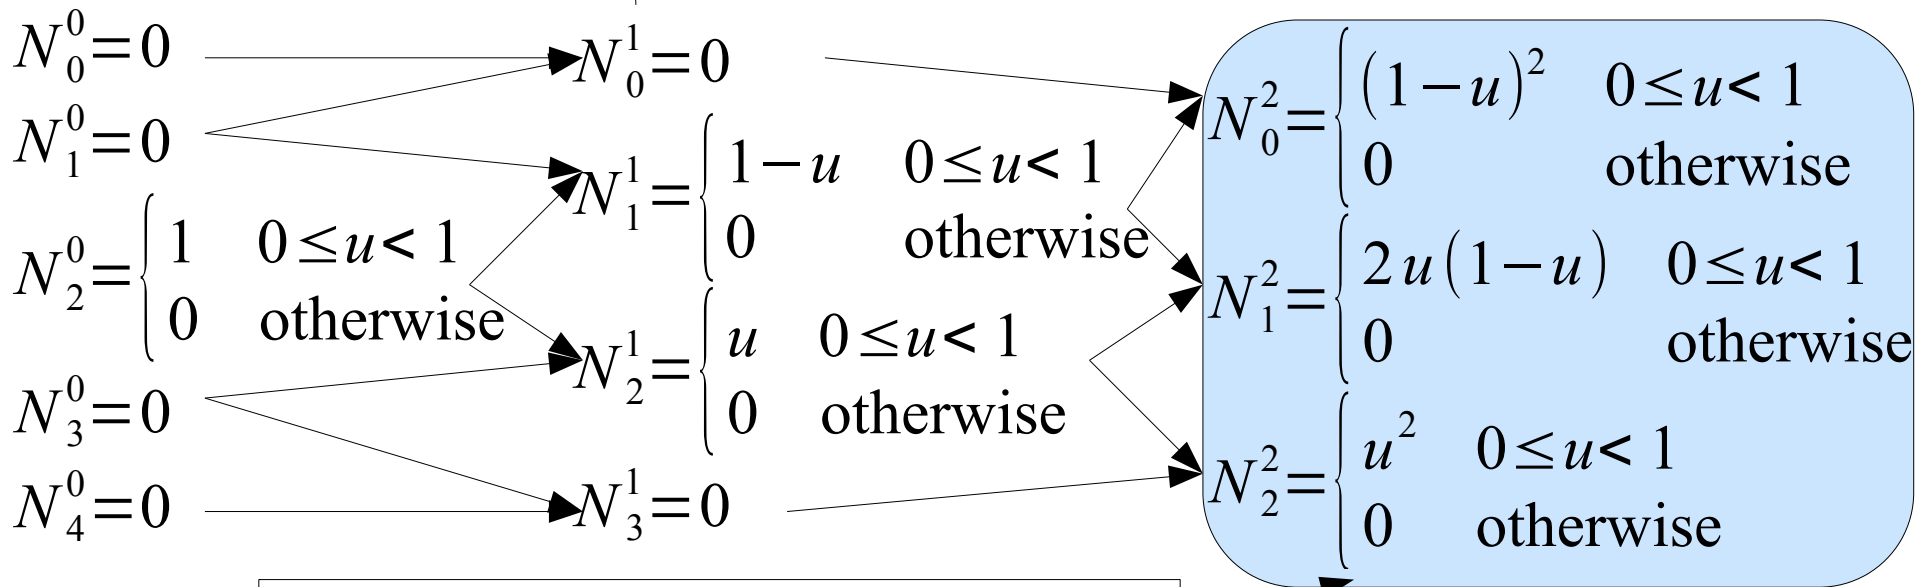 N_0^0=0
N_1^0=0
N_2^0={1 0≤u<1
0 otherwise
N_3^0=0
N_4^0=0
N_0^1=0
N_1^1={1−u 0≤u<1
0 otherwise
N_2^1={u 0≤u<1
0 otherwise
N_3^1=0
N_0^2={(1−u)^2 0≤u<1
0 otherwise
N_1^2={2u(1−u) 0≤u<1
0 otherwise
N_2^2={u^2 0≤u<1
0 otherwise